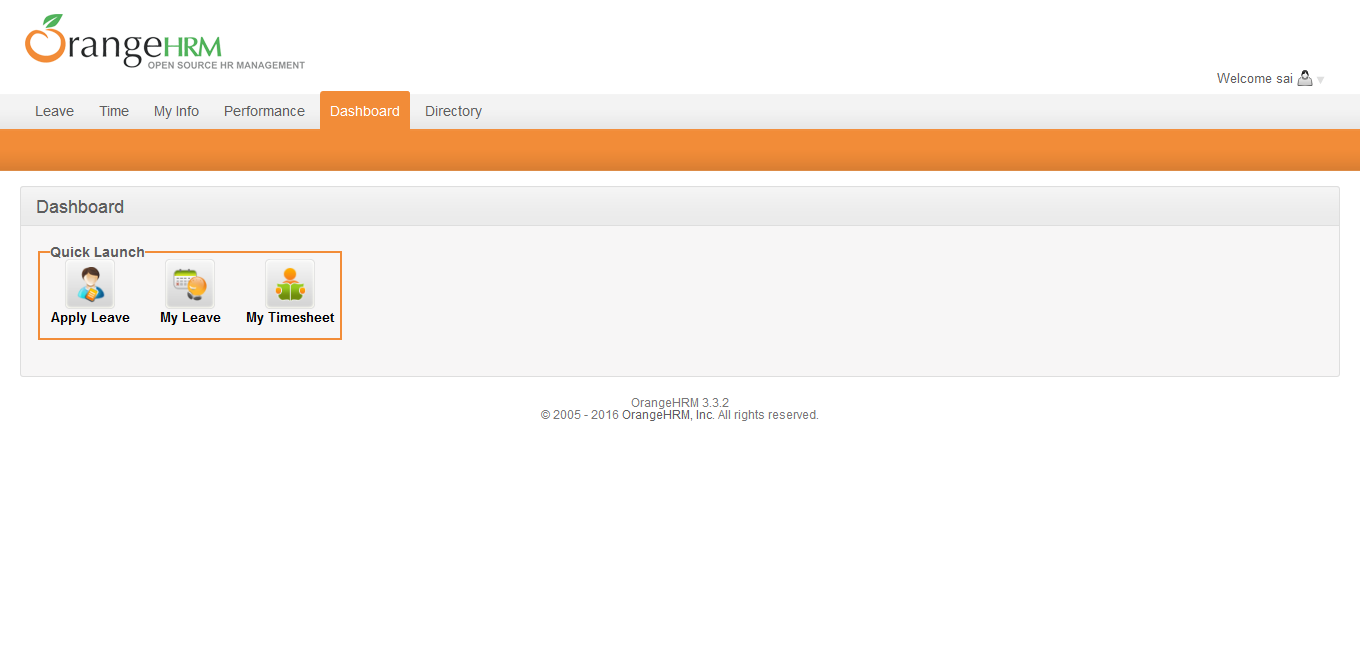 OrangeHRM
OPEN SOURCE HR MANAGEMENT
Welcome sai
Leave Time My Info Performance Dashboard Directory
Dashboard
Quick Launch
Apply Leave My Leave My Timesheet
OrangeHRM 3.3.2
© 2005 - 2016 OrangeHRM, Inc. All rights reserved.